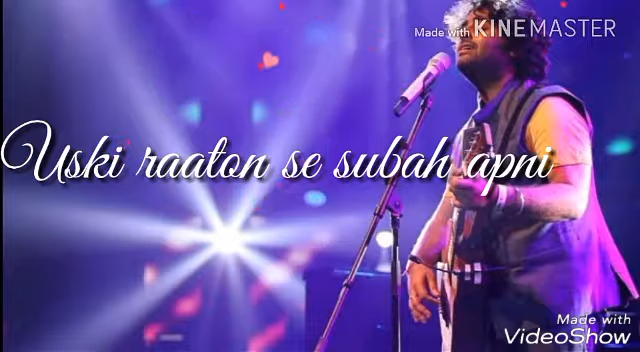 Made with KINEMASTER
Uski raaton se subah apni
Made with
VideoShow